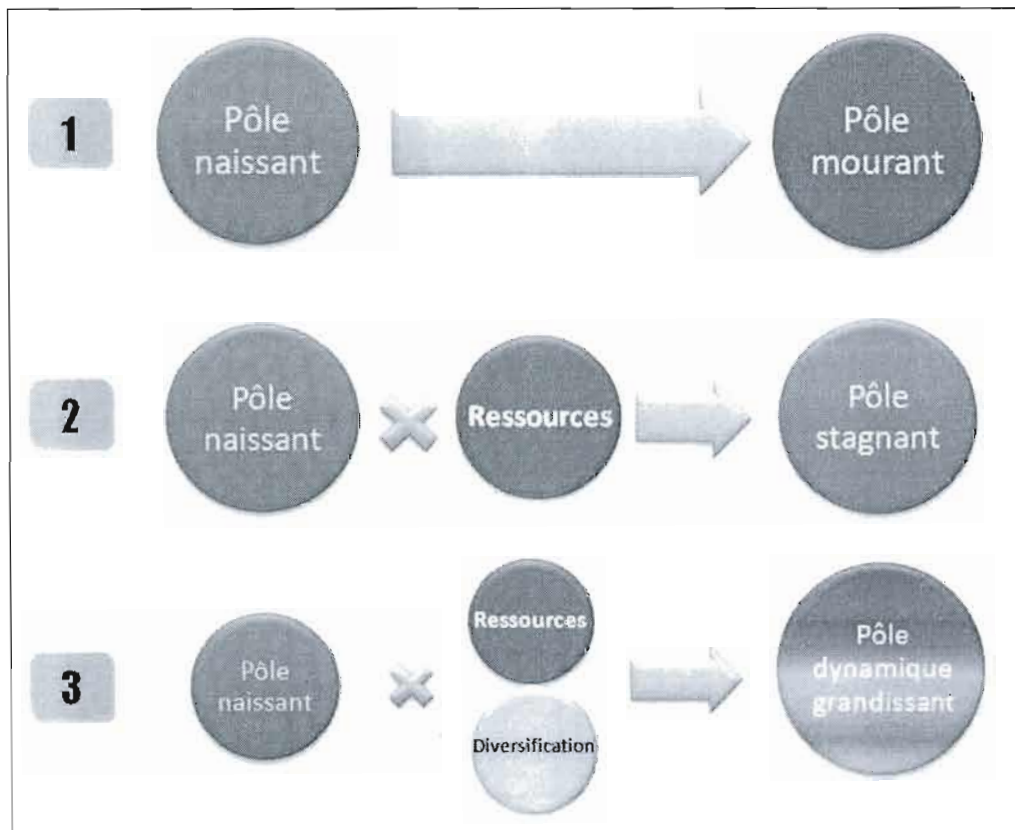 1
Pôle
naissant
Pôle
mourant
2
Pôle
naissant
Ressources
Pôle
stagnant
3
Pôle
naissant
Ressources
Diversification
Pôle
dynamique
grandissant